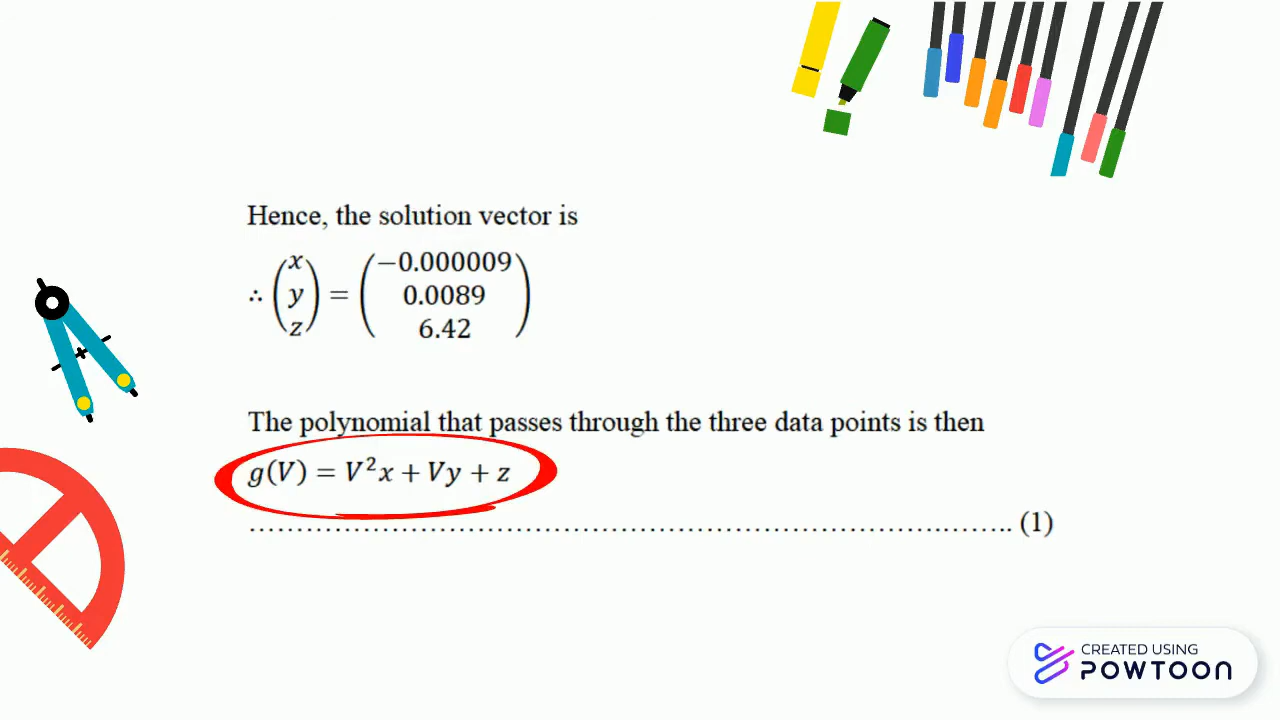 Hence, the solution vector is
∴ (x y z) = (−0.000009 0.0089 6.42)
The polynomial that passes through the three data points is then
g(V) = V²x + Vy + z
…………………………………………………………….…….. (1)
CREATED USING
POWTOON